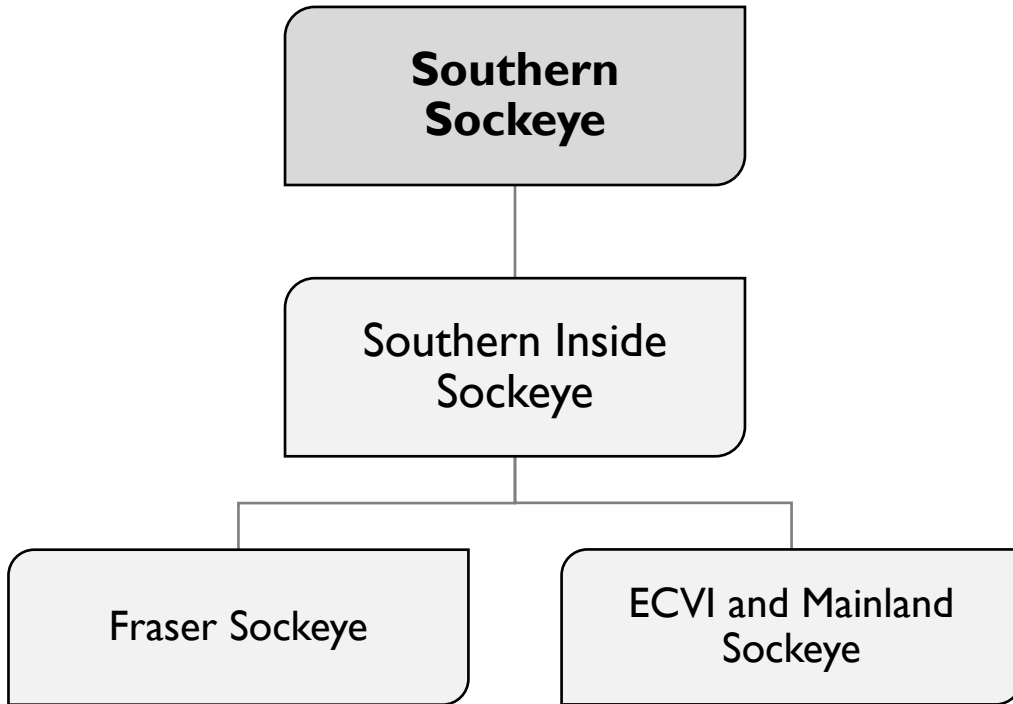 Southern
Sockeye
Southern Inside
Sockeye
Fraser Sockeye
ECVI and Mainland
Sockeye